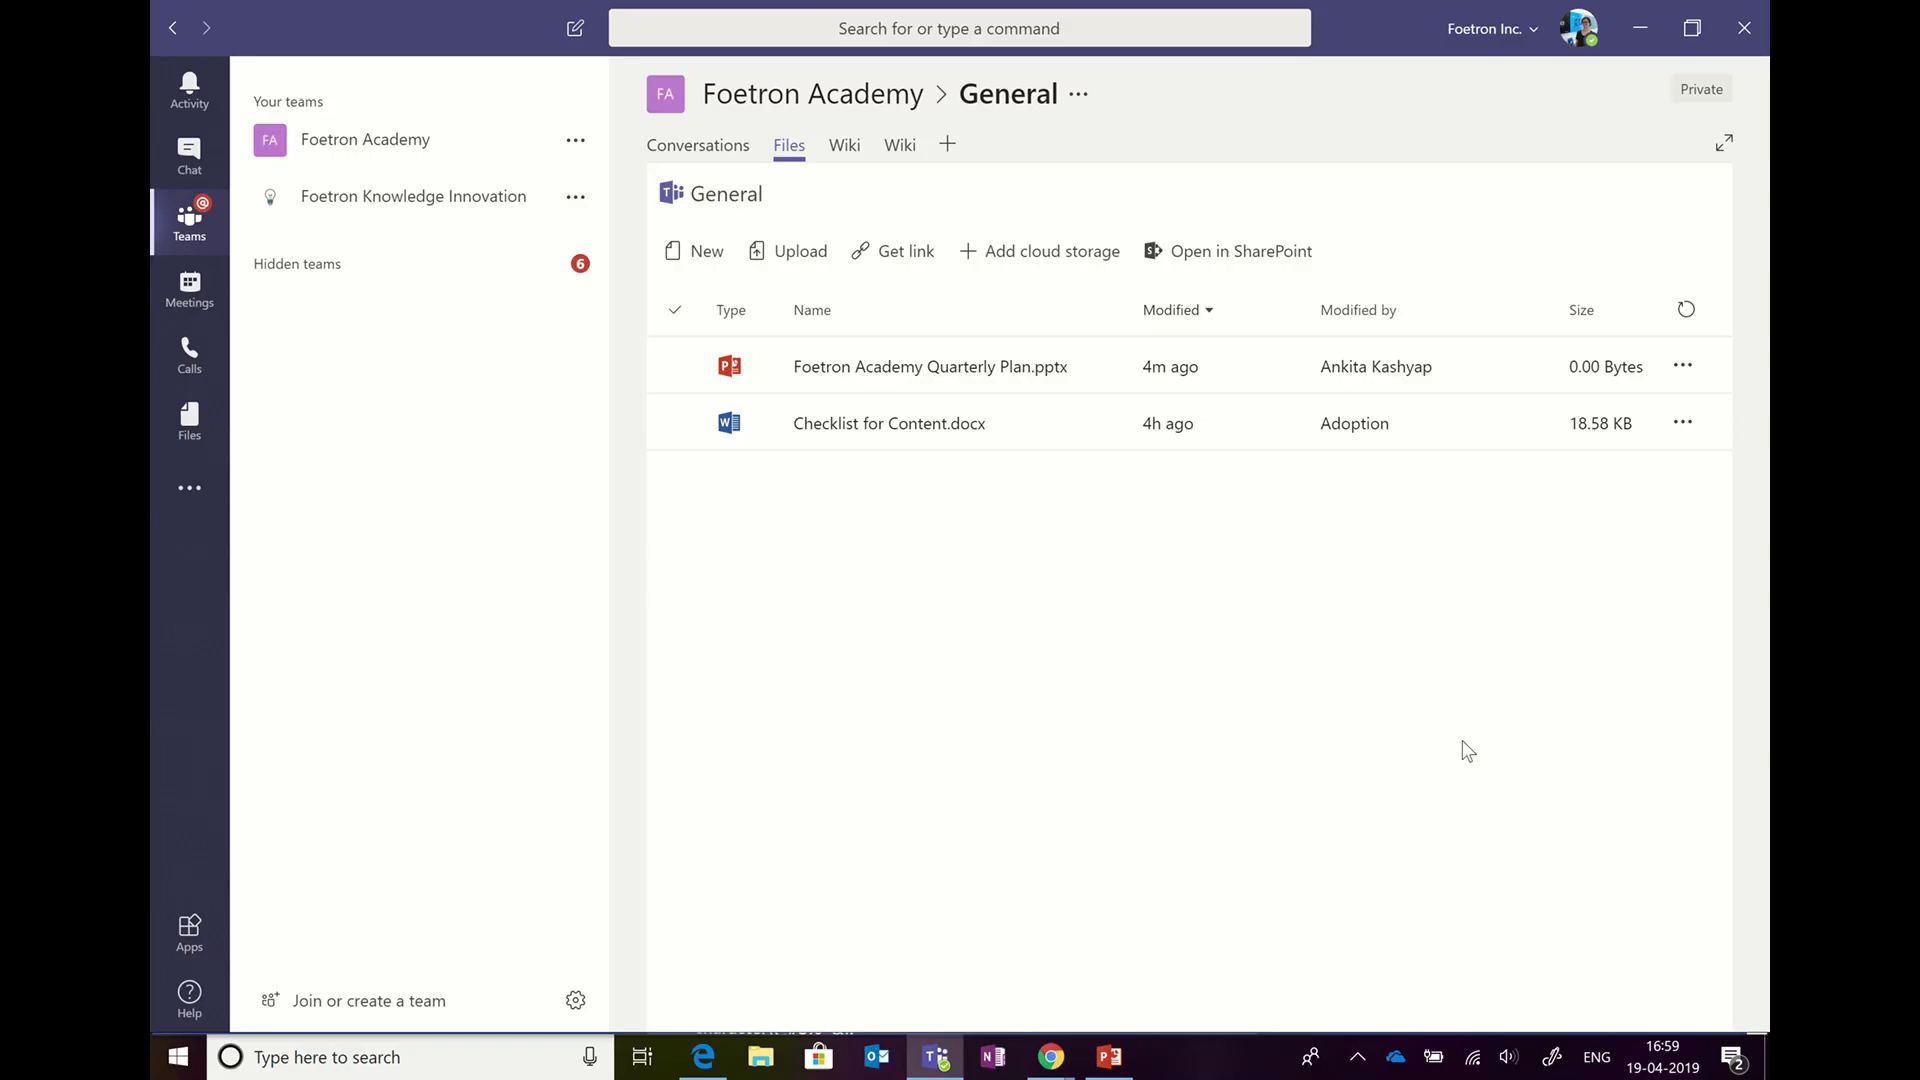 Search for or type a command
Foetron Inc.
Activity
Chat
@
Teams
Meetings
Calls
Files
Apps
Help
Your teams
FA Foetron Academy
Foetron Knowledge Innovation
Hidden teams 6
Join or create a team
FA Foetron Academy > General
Private
Conversations Files Wiki Wiki
General
New Upload Get link Add cloud storage Open in SharePoint
Type Name Modified Modified by Size
Foetron Academy Quarterly Plan.pptx 4m ago Ankita Kashyap 0.00 Bytes
Checklist for Content.docx 4h ago Adoption 18.58 KB
Type here to search
ENG
16:59
19-04-2019
2